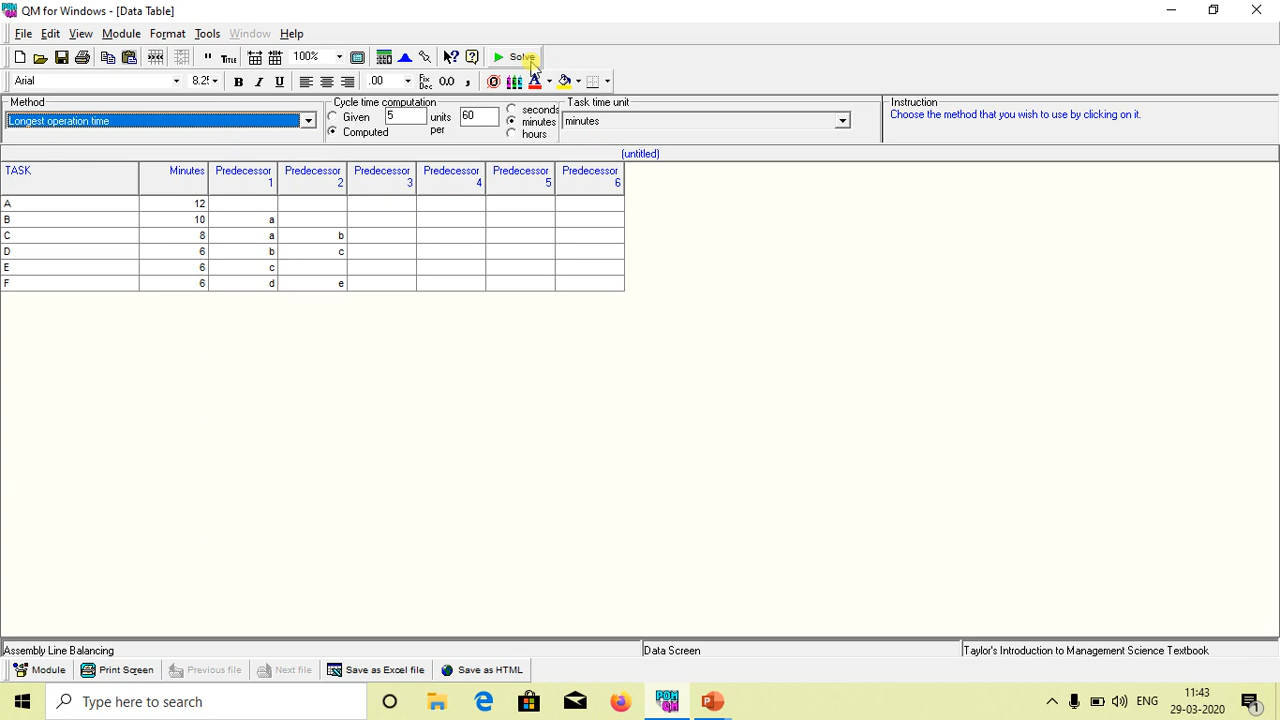 QM for Windows - [Data Table]
File Edit View Module Format Tools Window Help
" TITLE 100% Solve
Arial 8.25 B I U .00 Fix Dec 0.0 , A
Method Cycle time computation Task time unit Instruction
Longest operation time Given 5 units per 60 seconds minutes Choose the method that you wish to use by clicking on it.
Computed minutes hours
(untitled)
TASK Minutes Predecessor 1 Predecessor 2 Predecessor 3 Predecessor 4 Predecessor 5 Predecessor 6
A 12
B 10 a
C 8 a b
D 6 b c
E 6 c
F 6 d e
Assembly Line Balancing Data Screen Taylor's Introduction to Management Science Textbook
Module Print Screen Previous file Next file Save as Excel file Save as HTML
Type here to search ENG 11:43
29-03-2020